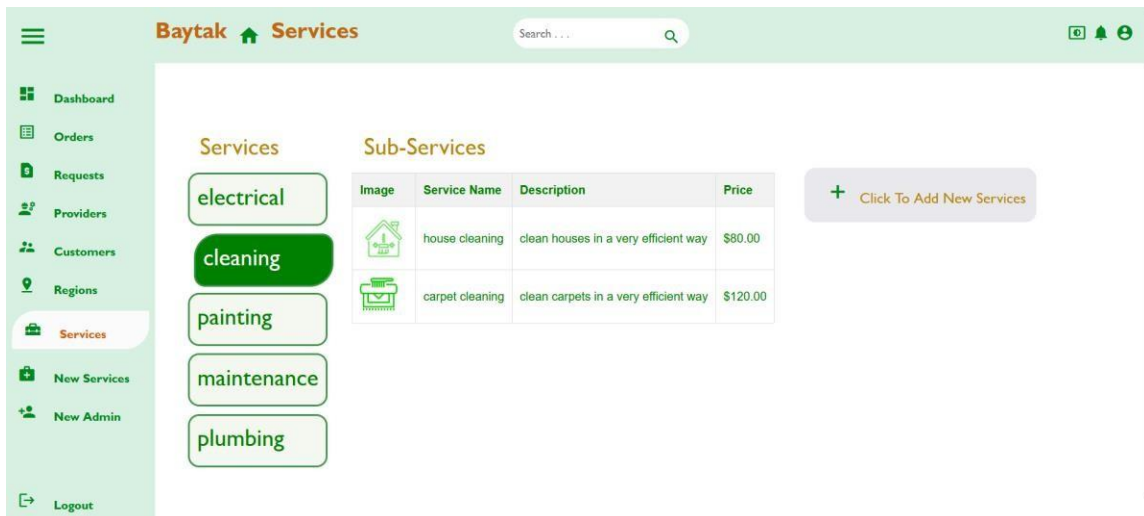 Baytak Services
Search . . .
Dashboard
Orders
Requests
Providers
Customers
Regions
Services
New Services
New Admin
Logout
Services
electrical
cleaning
painting
maintenance
plumbing
Sub-Services
Image Service Name Description Price
house cleaning clean houses in a very efficient way $80.00
carpet cleaning clean carpets in a very efficient way $120.00
+ Click To Add New Services